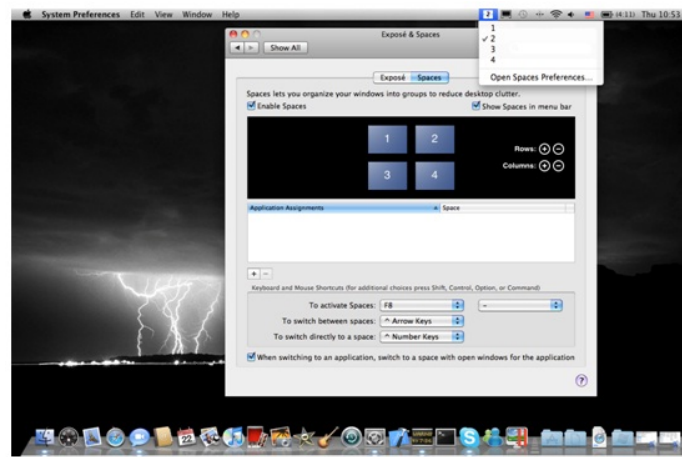 System Preferences Edit View Window Help
2 (4:11) Thu 10:53
1
✓ 2
3
4
Open Spaces Preferences...
Exposé & Spaces
Show All
Exposé Spaces
Spaces lets you organize your windows into groups to reduce desktop clutter.
Enable Spaces Show Spaces in menu bar
1 2
3 4
Rows:
Columns:
Application Assignments Space
+ -
Keyboard and Mouse Shortcuts (for additional choices press Shift, Control, Option, or Command)
To activate Spaces: F8 -
To switch between spaces: ^ Arrow Keys
To switch directly to a space: ^ Number Keys
When switching to an application, switch to a space with open windows for the application
?
22